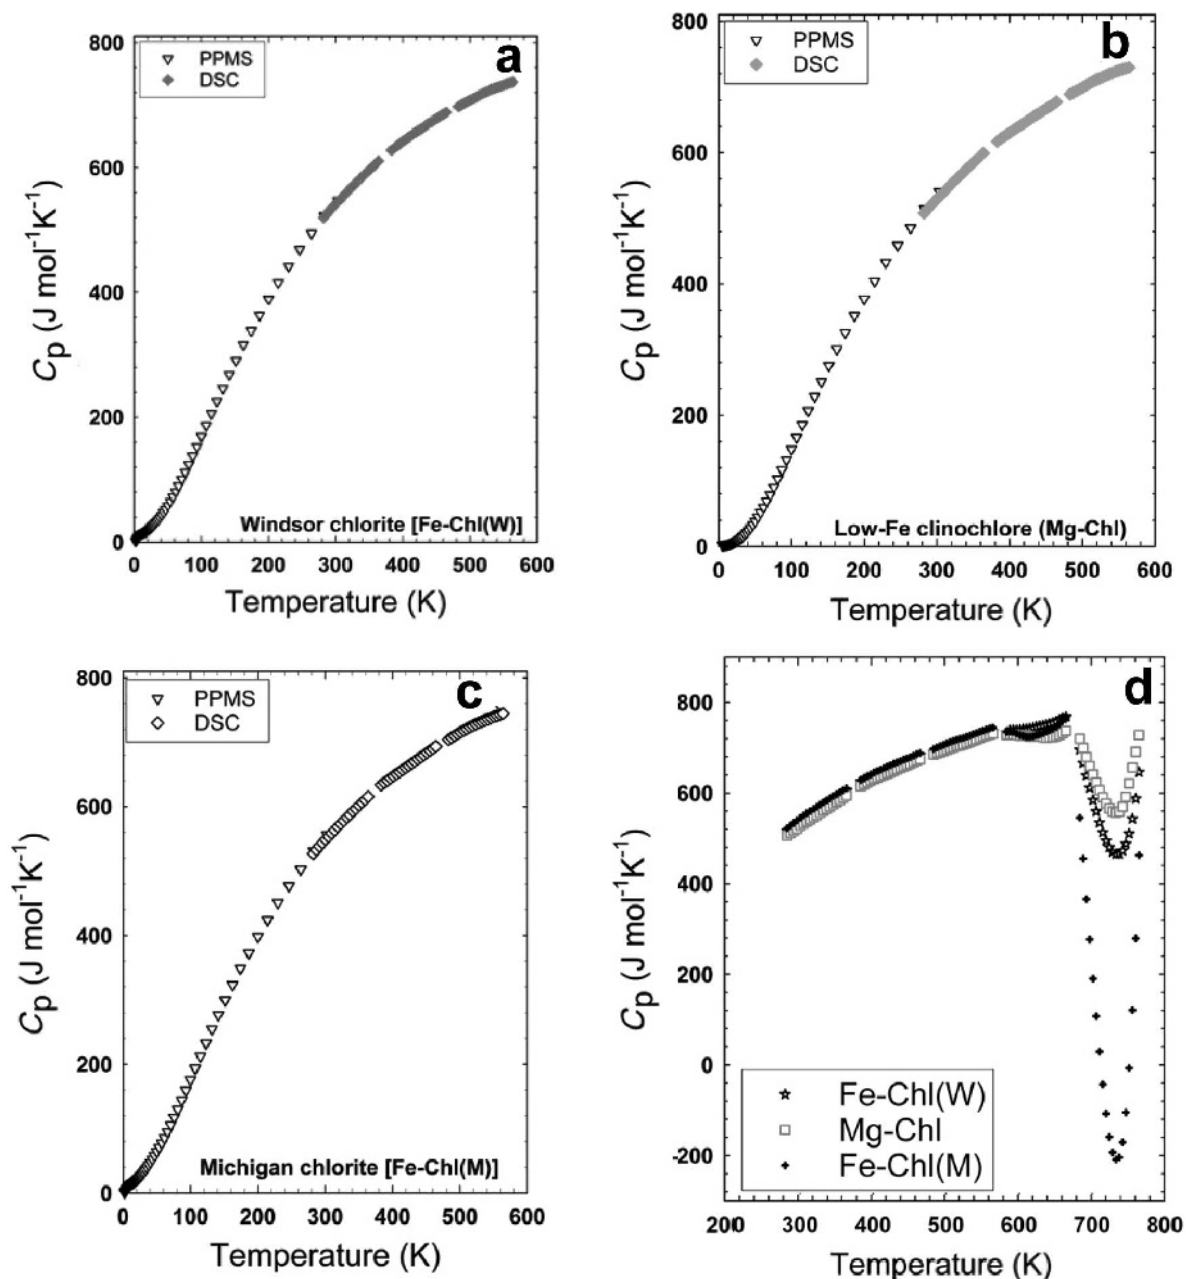 a
PPMS
DSC
800
600
400
200
0
0 100 200 300 400 500 600
Cp (J mol-1K-1)
Windsor chlorite [Fe-Chl(W)]
Temperature (K)
b
PPMS
DSC
800
600
400
200
0
100 200 300 400 500 600
Cp (J mol-1K-1)
Low-Fe clinochlore (Mg-Chl)
Temperature (K)
c
PPMS
DSC
800
600
400
200
0
0 100 200 300 400 500 600
Cp (J mol-1K-1)
Michigan chlorite [Fe-Chl(M)]
Temperature (K)
d
800
600
400
200
0
-200
200 300 400 500 600 700 800
Cp (J mol-1K-1)
Fe-Chl(W)
Mg-Chl
Fe-Chl(M)
Temperature (K)